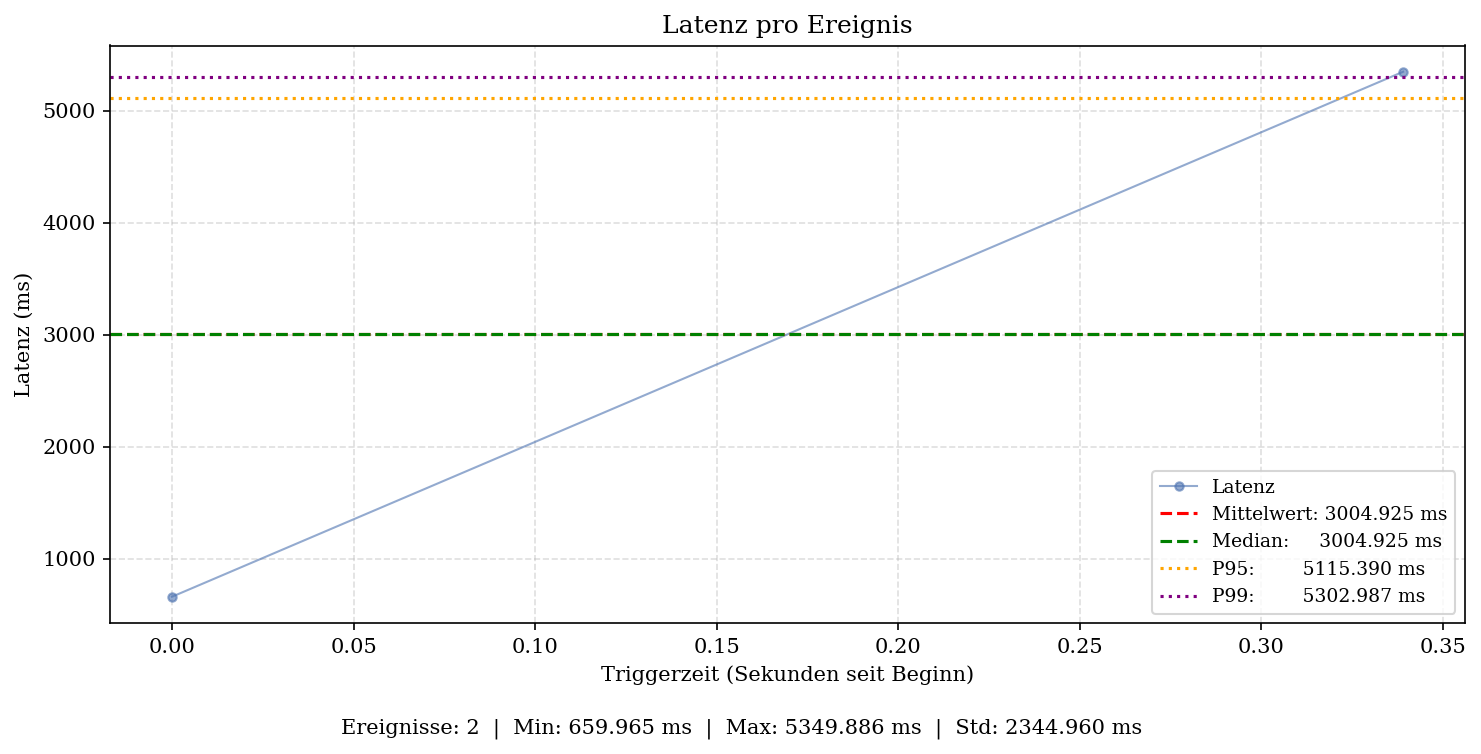 Latenz pro Ereignis
Latenz (ms)
5000
4000
3000
2000
1000
Latenz
Mittelwert: 3004.925 ms
Median: 3004.925 ms
P95: 5115.390 ms
P99: 5302.987 ms
0.00 0.05 0.10 0.15 0.20 0.25 0.30 0.35
Triggerzeit (Sekunden seit Beginn)
Ereignisse: 2 | Min: 659.965 ms | Max: 5349.886 ms | Std: 2344.960 ms